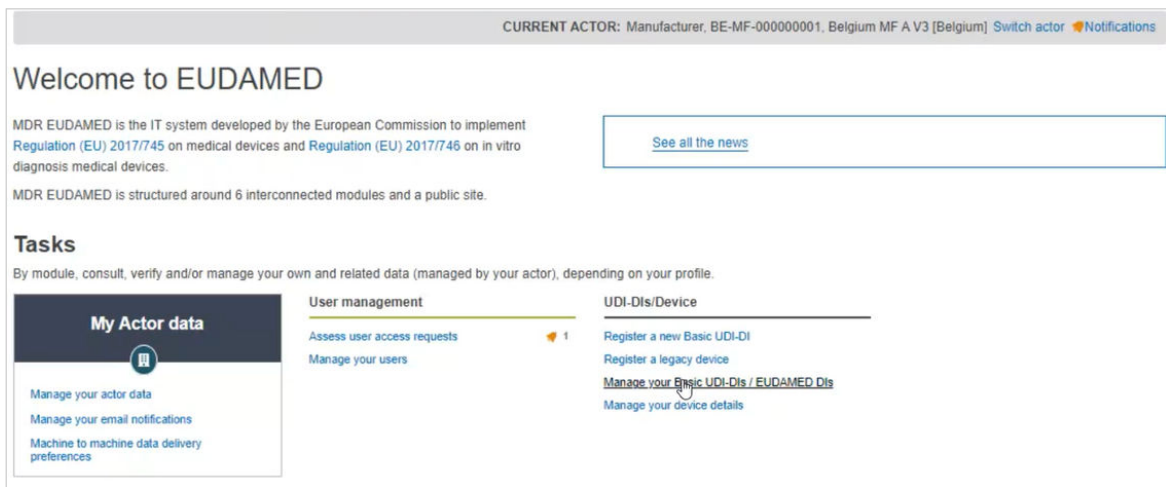 CURRENT ACTOR: Manufacturer, BE-MF-000000001, Belgium MF A V3 [Belgium] Switch actor Notifications
Welcome to EUDAMED
MDR EUDAMED is the IT system developed by the European Commission to implement
Regulation (EU) 2017/745 on medical devices and Regulation (EU) 2017/746 on in vitro
diagnosis medical devices.
MDR EUDAMED is structured around 6 interconnected modules and a public site.
See all the news
Tasks
By module, consult, verify and/or manage your own and related data (managed by your actor), depending on your profile.
My Actor data
Manage your actor data
Manage your email notifications
Machine to machine data delivery
preferences
User management
Assess user access requests 1
Manage your users
UDI-DIs/Device
Register a new Basic UDI-DI
Register a legacy device
Manage your Basic UDI-DIs / EUDAMED DIs
Manage your device details